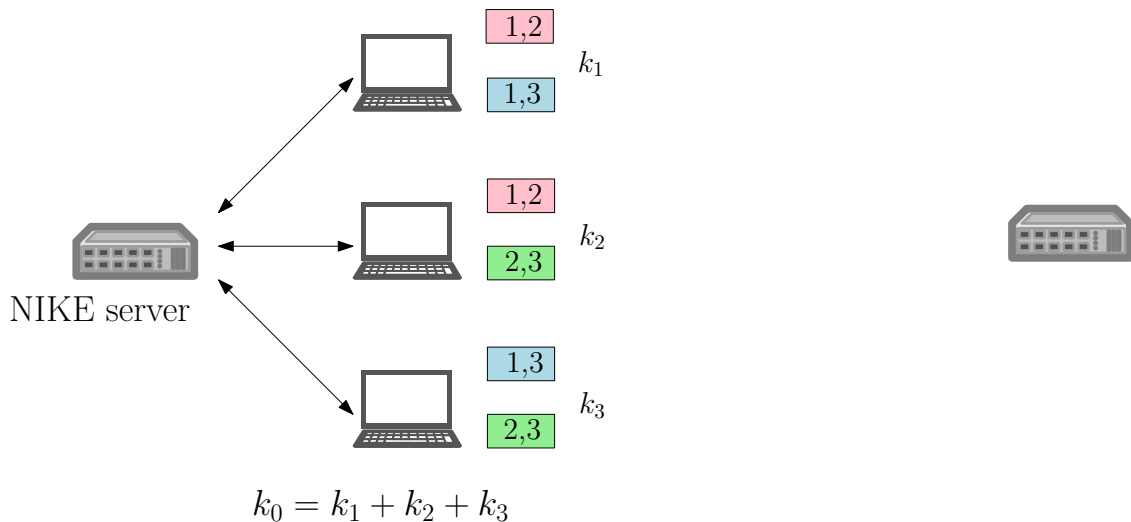 1,2
k₁
1,3
1,2
k₂
2,3
NIKE server
1,3
k₃
2,3
k₀ = k₁ + k₂ + k₃